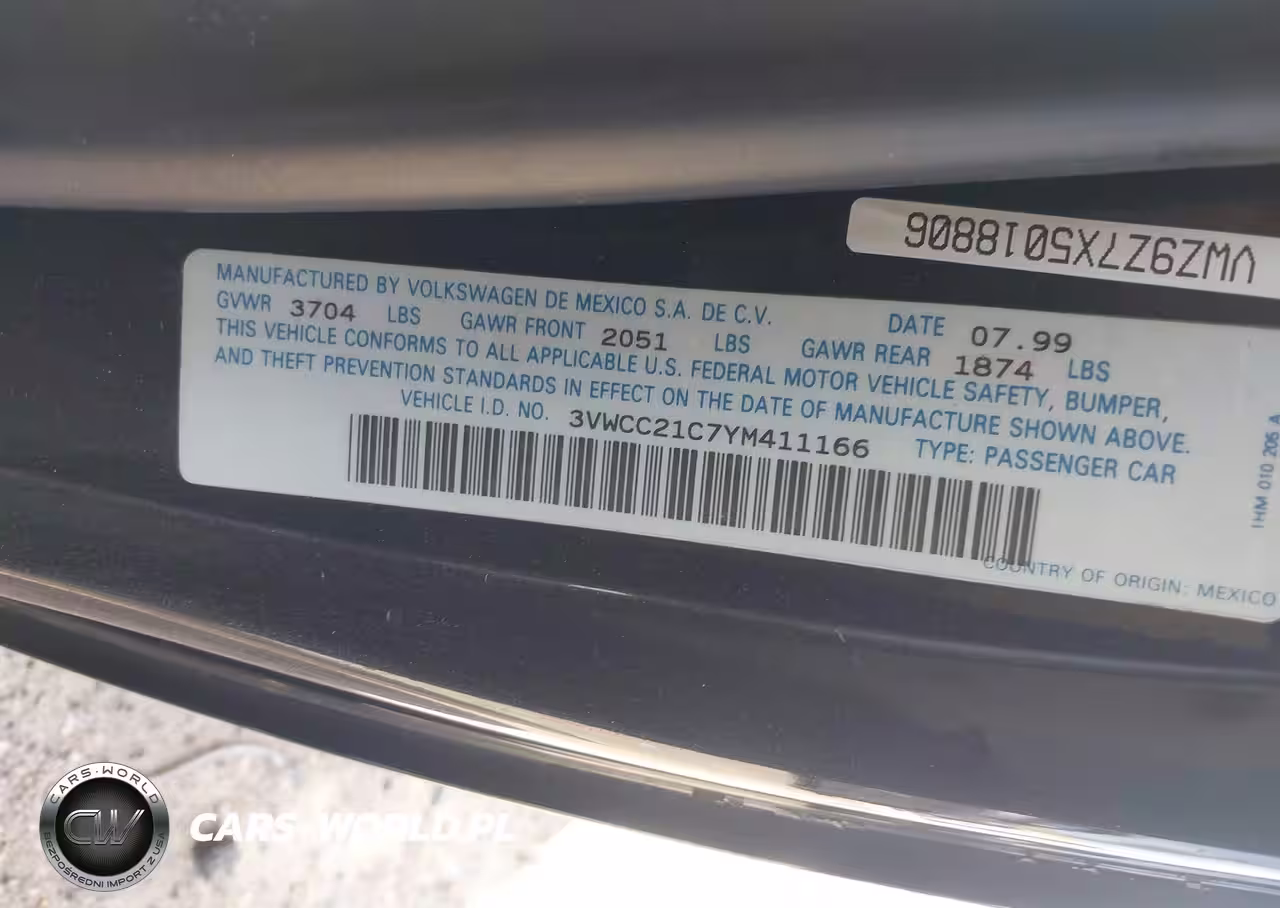 VWZ9Z7X5018806
MANUFACTURED BY VOLKSWAGEN DE MEXICO S.A. DE C.V. DATE 07.99
GVWR 3704 LBS GAWR FRONT 2051 LBS GAWR REAR 1874 LBS
THIS VEHICLE CONFORMS TO ALL APPLICABLE U.S. FEDERAL MOTOR VEHICLE SAFETY, BUMPER,
AND THEFT PREVENTION STANDARDS IN EFFECT ON THE DATE OF MANUFACTURE SHOWN ABOVE.
VEHICLE I.D. NO. 3VWCC21C7YM411166 TYPE: PASSENGER CAR
COUNTRY OF ORIGIN: MEXICO
1HM 010 205 A
CARS-WORLD
CW
BEZPOŚREDNI IMPORT Z USA
CARS-WORLD.PL